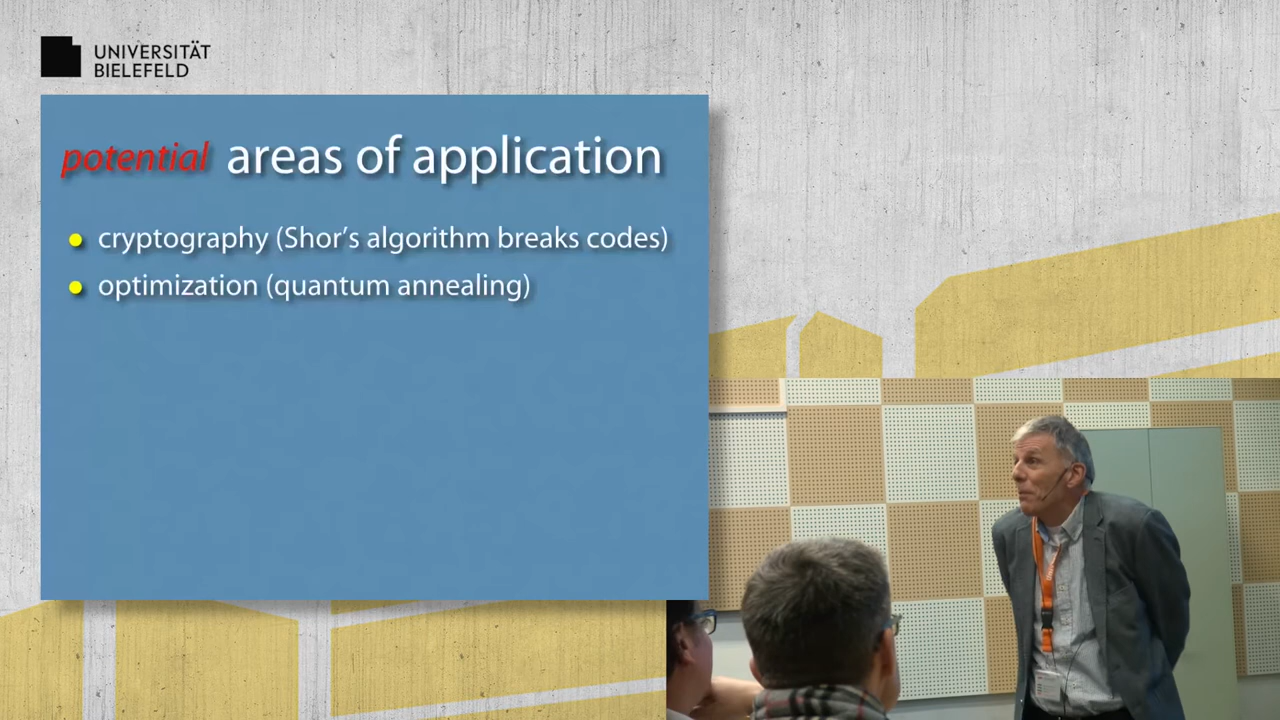 UNIVERSITÄT
BIELEFELD
potential areas of application
cryptography (Shor's algorithm breaks codes)
optimization (quantum annealing)